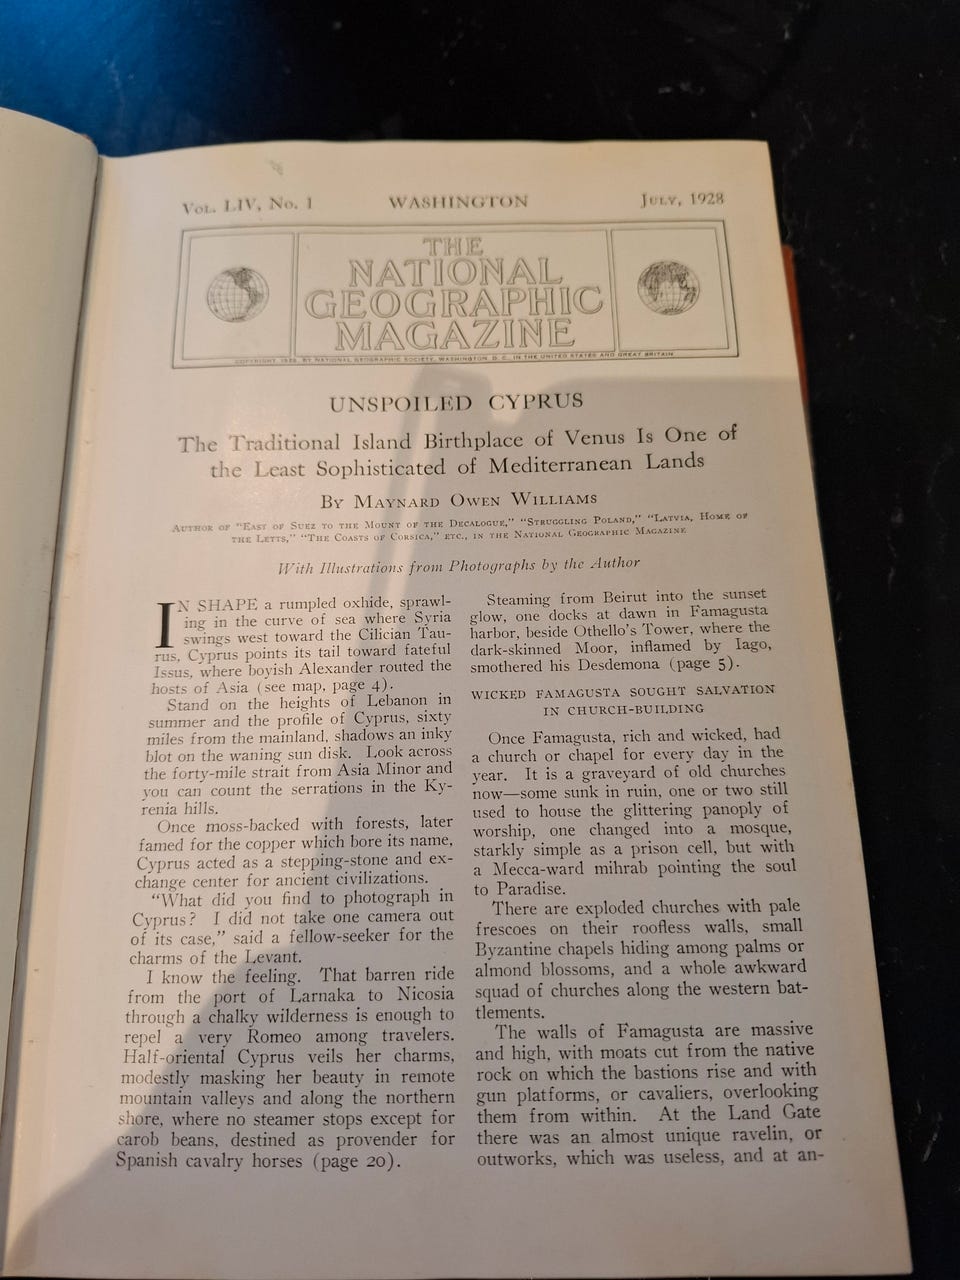 VOL. LIV, No. 1 WASHINGTON JULY, 1928
THE
NATIONAL
GEOGRAPHIC
MAGAZINE
COPYRIGHT, 1928, BY NATIONAL GEOGRAPHIC SOCIETY, WASHINGTON, D. C., IN THE UNITED STATES AND GREAT BRITAIN
UNSPOILED CYPRUS
The Traditional Island Birthplace of Venus Is One of
the Least Sophisticated of Mediterranean Lands
BY MAYNARD OWEN WILLIAMS
AUTHOR OF "EAST OF SUEZ TO THE MOUNT OF THE DECALOGUE," "STRUGGLING POLAND," "LATVIA, HOME OF
THE LETTS," "THE COASTS OF CORSICA," ETC., IN THE NATIONAL GEOGRAPHIC MAGAZINE
With Illustrations from Photographs by the Author
IN SHAPE a rumpled oxhide, sprawl-
ing in the curve of sea where Syria
swings west toward the Cilician Tau-
rus, Cyprus points its tail toward fateful
Issus, where boyish Alexander routed the
hosts of Asia (see map, page 4).
Stand on the heights of Lebanon in
summer and the profile of Cyprus, sixty
miles from the mainland, shadows an inky
blot on the waning sun disk. Look across
the forty-mile strait from Asia Minor and
you can count the serrations in the Ky-
renia hills.
Once moss-backed with forests, later
famed for the copper which bore its name,
Cyprus acted as a stepping-stone and ex-
change center for ancient civilizations.
"What did you find to photograph in
Cyprus? I did not take one camera out
of its case," said a fellow-seeker for the
charms of the Levant.
I know the feeling. That barren ride
from the port of Larnaka to Nicosia
through a chalky wilderness is enough to
repel a very Romeo among travelers.
Half-oriental Cyprus veils her charms,
modestly masking her beauty in remote
mountain valleys and along the northern
shore, where no steamer stops except for
carob beans, destined as provender for
Spanish cavalry horses (page 20).
Steaming from Beirut into the sunset
glow, one docks at dawn in Famagusta
harbor, beside Othello's Tower, where the
dark-skinned Moor, inflamed by Iago,
smothered his Desdemona (page 5).
WICKED FAMAGUSTA SOUGHT SALVATION
IN CHURCH-BUILDING
Once Famagusta, rich and wicked, had
a church or chapel for every day in the
year. It is a graveyard of old churches
now—some sunk in ruin, one or two still
used to house the glittering panoply of
worship, one changed into a mosque,
starkly simple as a prison cell, but with
a Mecca-ward mihrab pointing the soul
to Paradise.
There are exploded churches with pale
frescoes on their roofless walls, small
Byzantine chapels hiding among palms or
almond blossoms, and a whole awkward
squad of churches along the western bat-
tlements.
The walls of Famagusta are massive
and high, with moats cut from the native
rock on which the bastions rise and with
gun platforms, or cavaliers, overlooking
them from within. At the Land Gate
there was an almost unique ravelin, or
outworks, which was useless, and at an-